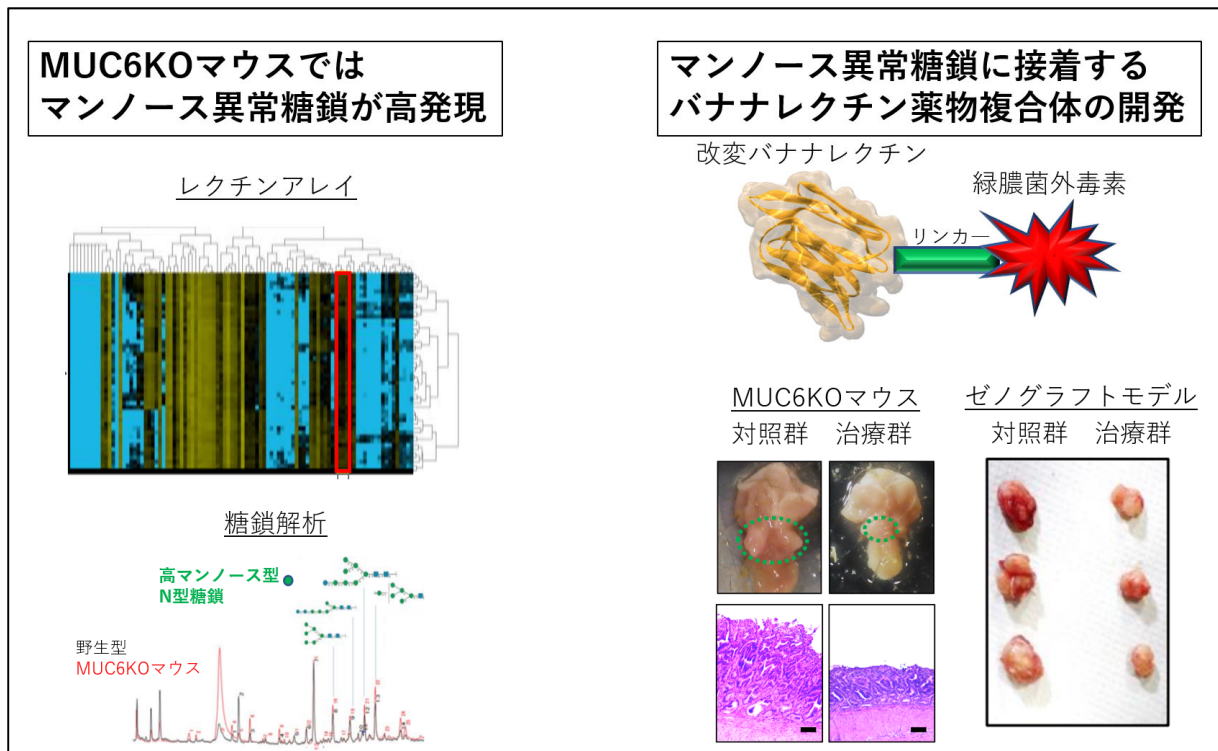 MUC6KOマウスでは
マンノース異常糖鎖が高発現
レクチンアレイ
糖鎖解析
高マンノース型
N型糖鎖
野生型
MUC6KOマウス
マンノース異常糖鎖に接着する
バナナレクチン薬物複合体の開発
改変バナナレクチン
緑膿菌外毒素
リンカー
MUC6KOマウス
対照群 治療群
ゼノグラフトモデル
対照群 治療群